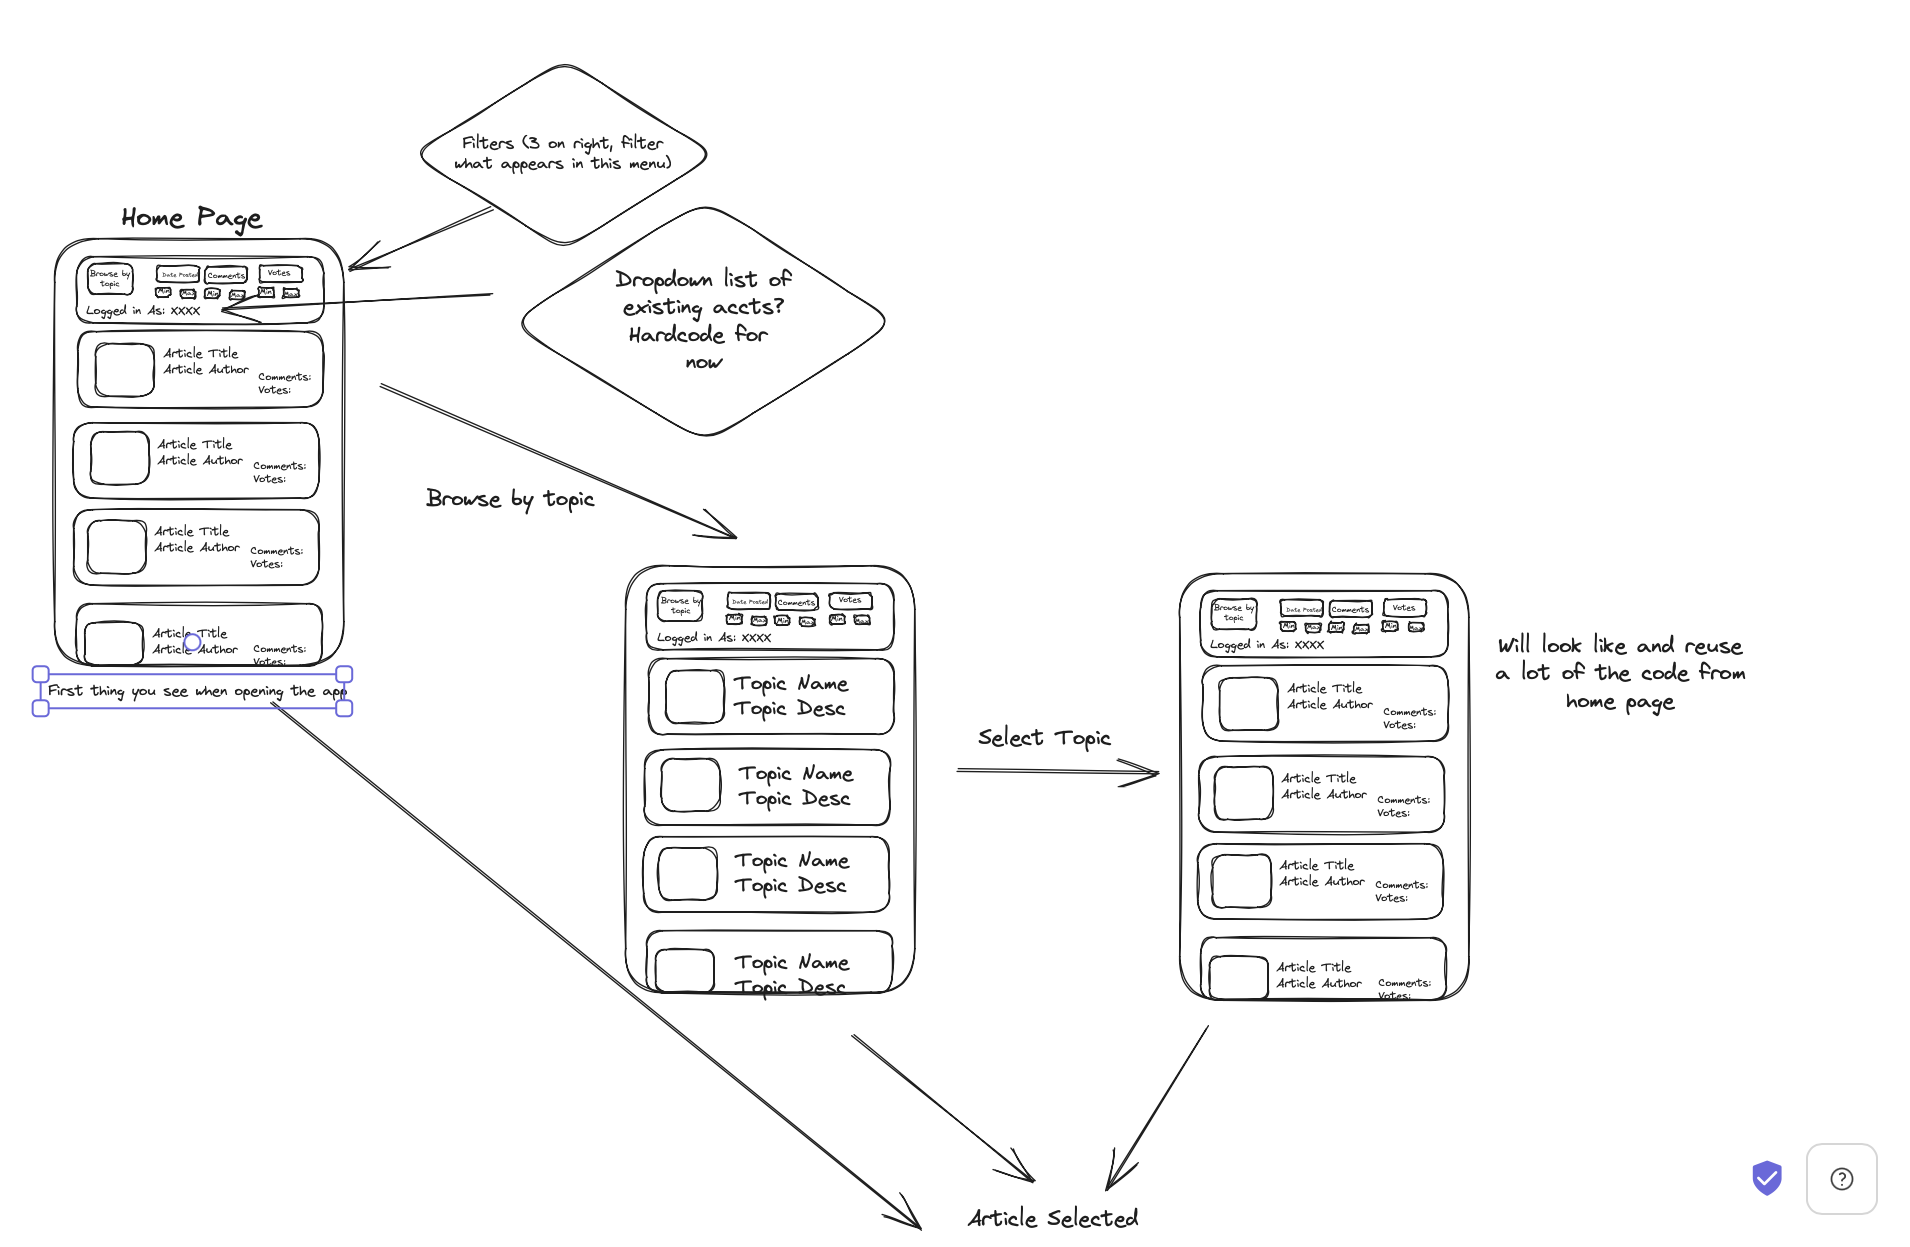 Filters (3 on right, filter
what appears in this menu)
Home Page
Browse by
topic
Date Posted
Comments
Votes
Min
Max
Min
Max
Min
Max
Logged in As: XXXX
Dropdown list of
existing accts?
Hardcode for
now
Article Title
Article Author
Comments:
Votes:
Article Title
Article Author
Comments:
Votes:
Article Title
Article Author
Comments:
Votes:
Article Title
Article Author
Comments:
Votes:
First thing you see when opening the app
Browse by topic
Browse by
topic
Date Posted
Comments
Votes
Min
Max
Min
Max
Min
Max
Logged in As: XXXX
Topic Name
Topic Desc
Topic Name
Topic Desc
Topic Name
Topic Desc
Topic Name
Topic Desc
Select Topic
Browse by
topic
Date Posted
Comments
Votes
Min
Max
Min
Max
Min
Max
Logged in As: XXXX
Article Title
Article Author
Comments:
Votes:
Article Title
Article Author
Comments:
Votes:
Article Title
Article Author
Comments:
Votes:
Article Title
Article Author
Comments:
Votes:
Will look like and reuse
a lot of the code from
home page
Article Selected